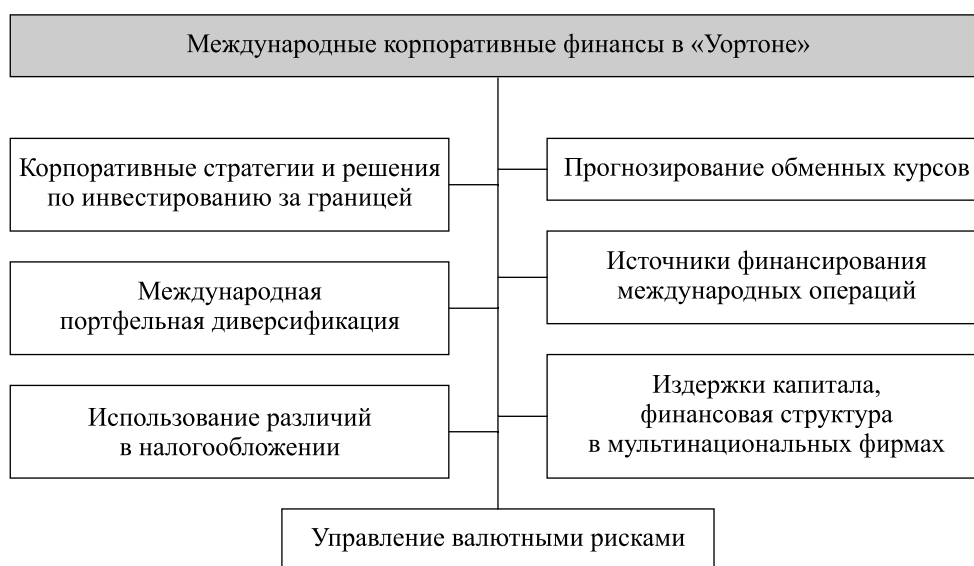 Международные корпоративные финансы в «Уортоне»
Корпоративные стратегии и решения
по инвестированию за границей
Прогнозирование обменных курсов
Международная
портфельная диверсификация
Источники финансирования
международных операций
Использование различий
в налогообложении
Издержки капитала,
финансовая структура
в мультинациональных фирмах
Управление валютными рисками